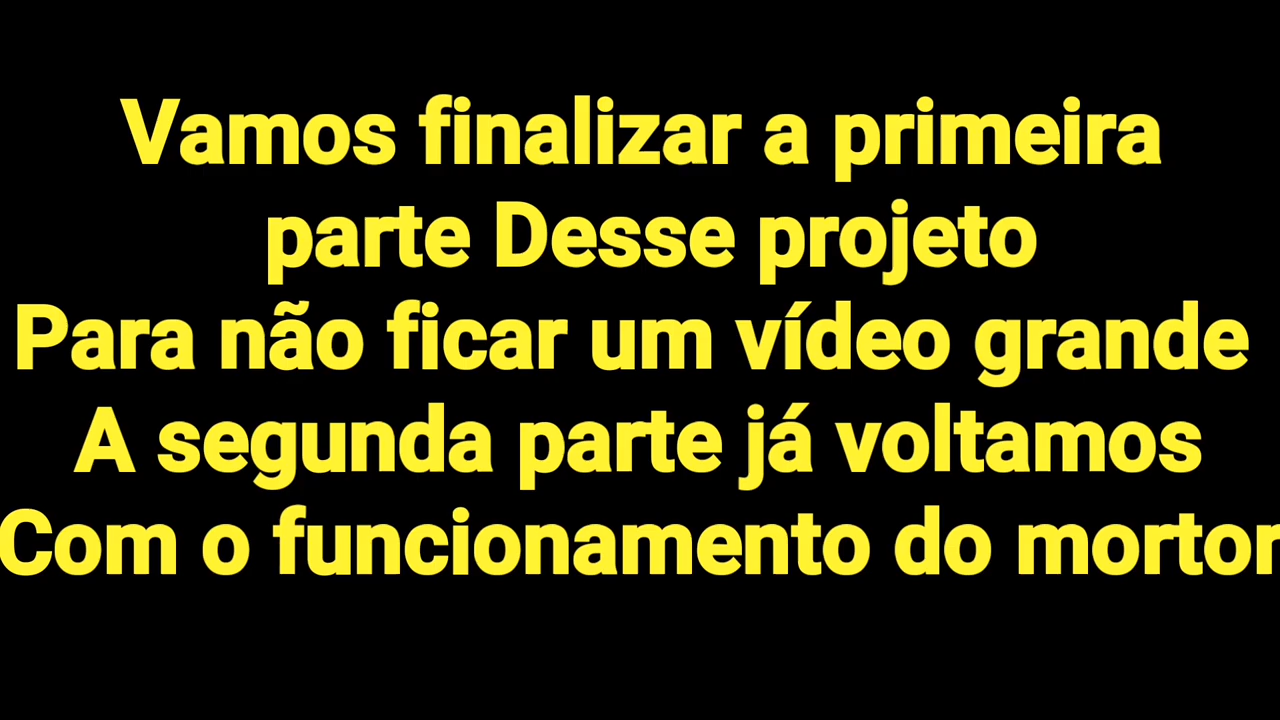 Vamos finalizar a primeira
parte Desse projeto
Para não ficar um vídeo grande
A segunda parte já voltamos
Com o funcionamento do mortor